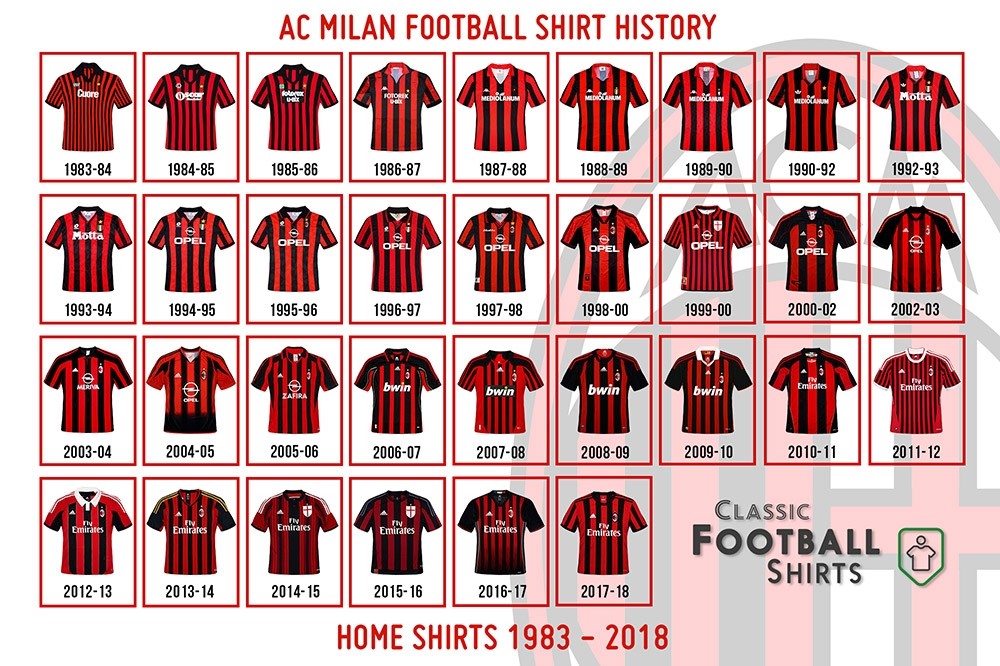 AC MILAN FOOTBALL SHIRT HISTORY
Cuore
Oscar
fotorex
U-BIX
FOTOREX
U-BIX
MEDIOLANUM
MEDIOLANUM
MEDIOLANUM
MEDIOLANUM
Motta
1983-84 1984-85 1985-86 1986-87 1987-88 1988-89 1989-90 1990-92 1992-93
Motta OPEL OPEL OPEL OPEL OPEL OPEL OPEL OPEL
1993-94 1994-95 1995-96 1996-97 1997-98 1998-00 1999-00 2000-02 2002-03
MERIVA OPEL ZAFIRA bwin bwin bwin bwin Fly Emirates Fly Emirates
2003-04 2004-05 2005-06 2006-07 2007-08 2008-09 2009-10 2010-11 2011-12
Fly Emirates Fly Emirates Fly Emirates Fly Emirates Fly Emirates Fly Emirates
2012-13 2013-14 2014-15 2015-16 2016-17 2017-18
ACM
CLASSIC
FOOTBALL
SHIRTS
HOME SHIRTS 1983 - 2018